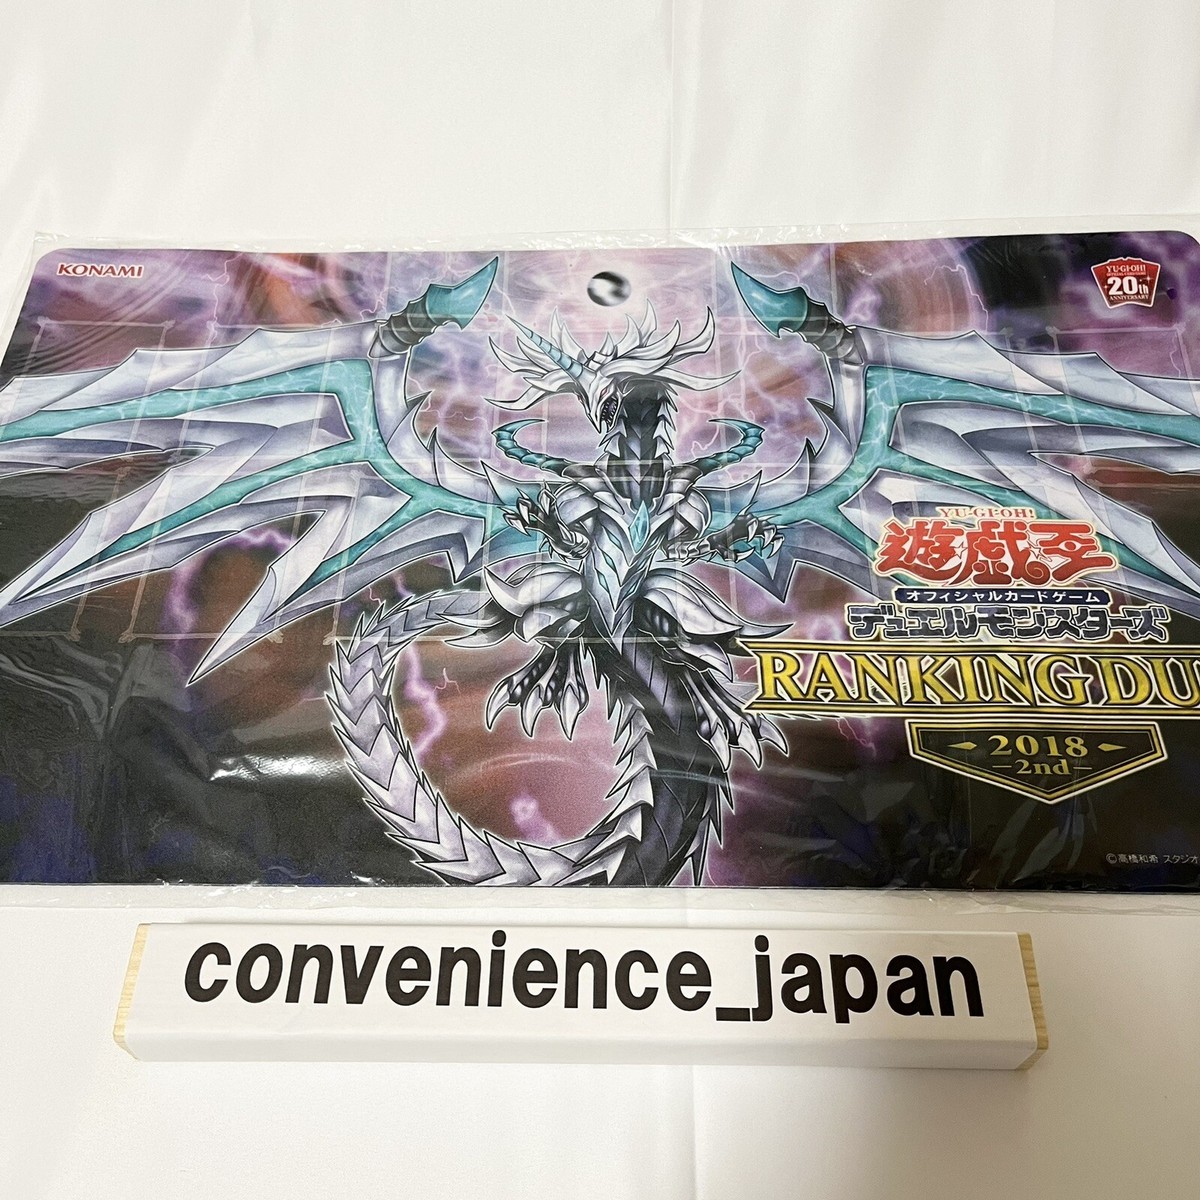 KONAMI
YU-GI-OH!
20th
ANNIVERSARY
YU-GI-OH!
遊戯王
オフィシャルカードゲーム
デュエルモンスターズ
RANKING DU
2018
2nd
©高橋和希 スタジオ
convenience_japan